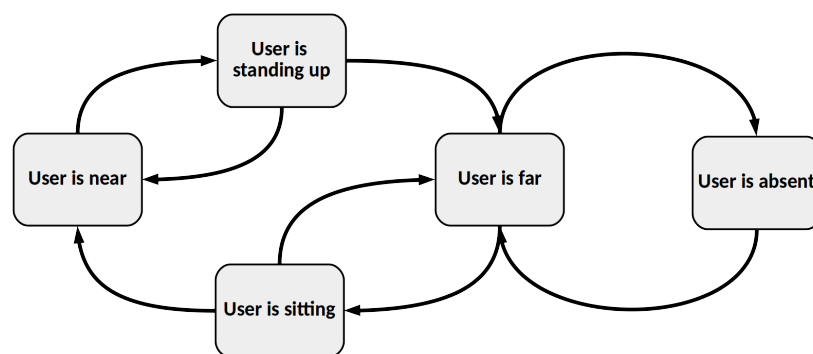 User is
standing up
User is near
User is far
User is absent
User is sitting